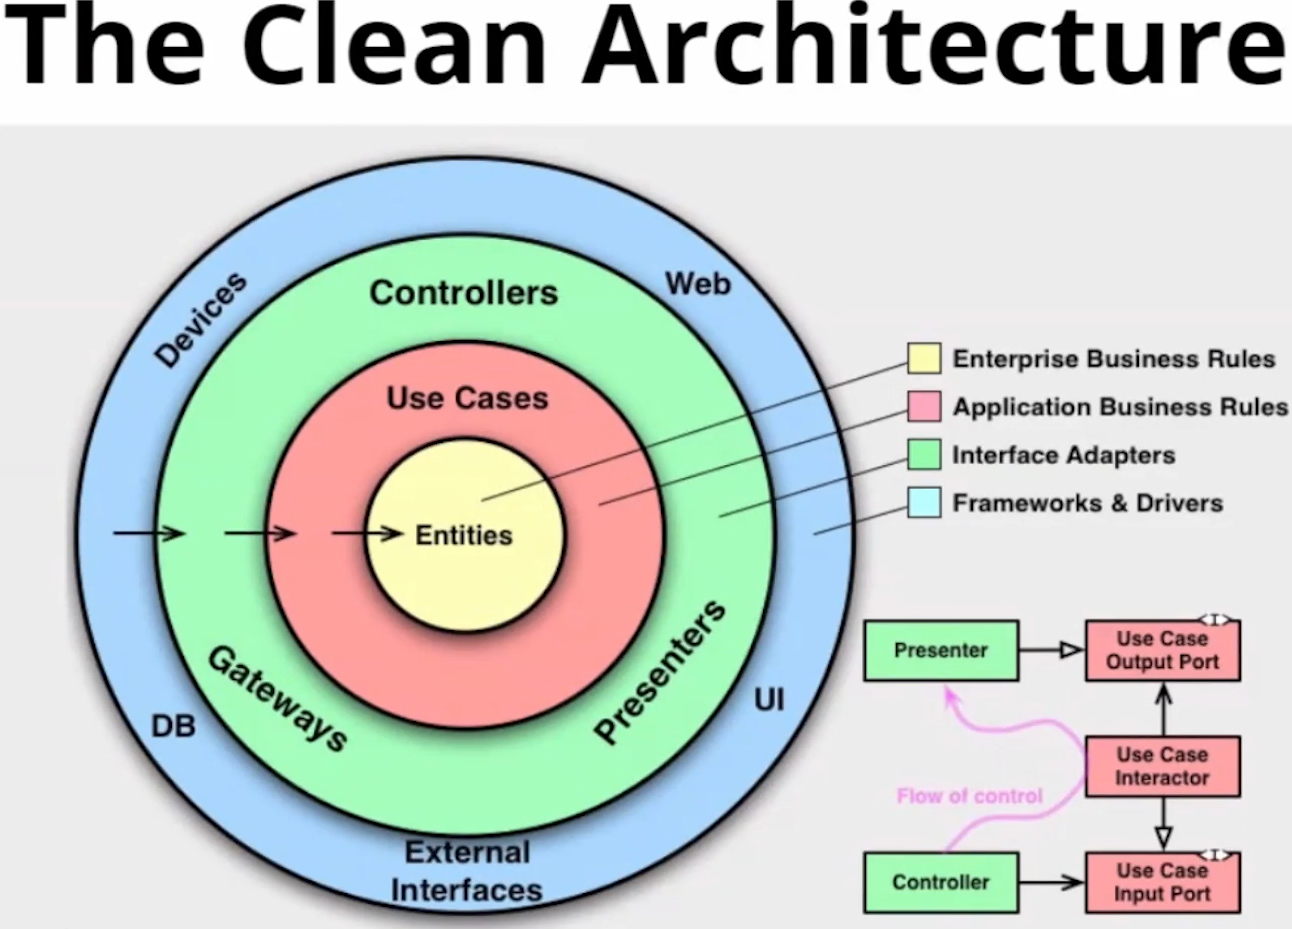 The Clean Architecture
Devices
Controllers
Web
Use Cases
Entities
Gateways
Presenters
DB
UI
External
Interfaces
Enterprise Business Rules
Application Business Rules
Interface Adapters
Frameworks & Drivers
Presenter
<I>
Use Case
Output Port
Use Case
Interactor
Flow of control
Controller
<I>
Use Case
Input Port